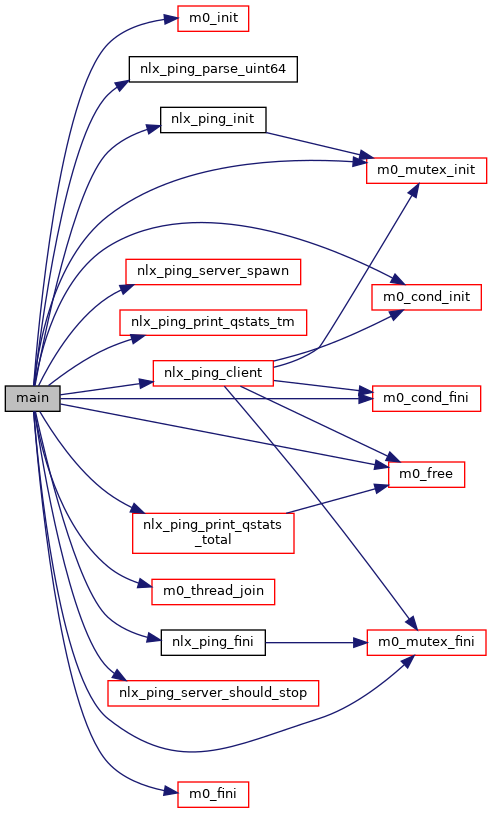 m0_init
nlx_ping_parse_uint64
nlx_ping_init
m0_mutex_init
nlx_ping_server_spawn
m0_cond_init
nlx_ping_print_qstats_tm
nlx_ping_client
main
m0_cond_fini
m0_free
nlx_ping_print_qstats
_total
m0_thread_join
nlx_ping_fini
m0_mutex_fini
nlx_ping_server_should_stop
m0_fini